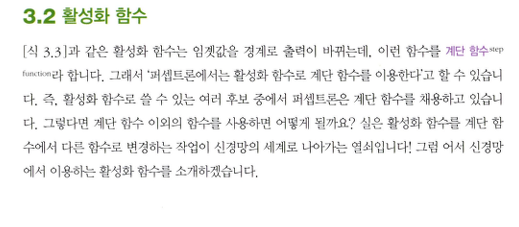 3.2 활성화 함수
[식 3.3]과 같은 활성화 함수는 임곗값을 경계로 출력이 바뀌는데, 이런 함수를 계단 함수step
function라 합니다. 그래서 '퍼셉트론에서는 활성화 함수로 계단 함수를 이용한다'고 할 수 있습니
다. 즉, 활성화 함수로 쓸 수 있는 여러 후보 중에서 퍼셉트론은 계단 함수를 채용하고 있습니
다. 그렇다면 계단 함수 이외의 함수를 사용하면 어떻게 될까요? 실은 활성화 함수를 계단 함
수에서 다른 함수로 변경하는 작업이 신경망의 세계로 나아가는 열쇠입니다! 그럼 어서 신경망
에서 이용하는 활성화 함수를 소개하겠습니다.